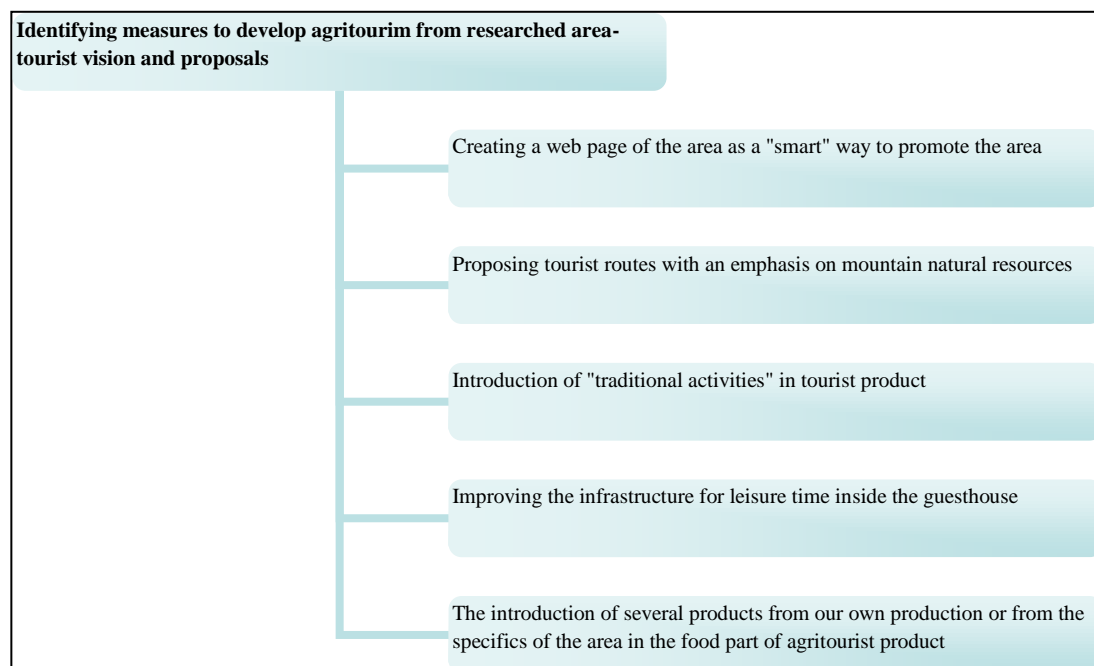 Identifying measures to develop agritourim from researched area-
tourist vision and proposals
Creating a web page of the area as a "smart" way to promote the area
Proposing tourist routes with an emphasis on mountain natural resources
Introduction of "traditional activities" in tourist product
Improving the infrastructure for leisure time inside the guesthouse
The introduction of several products from our own production or from the
specifics of the area in the food part of agritourist product